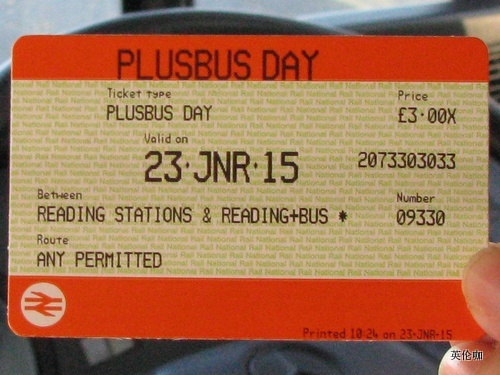 PLUSBUS DAY
Ticket type
Price
PLUSBUS DAY
£3·00X
Valid on
23·JNR·15
2073303033
Between
Number
READING STATIONS & READING+BUS *
09330
Route
ANY PERMITTED
Printed 10:24 on 23-JNR-15
英伦咖